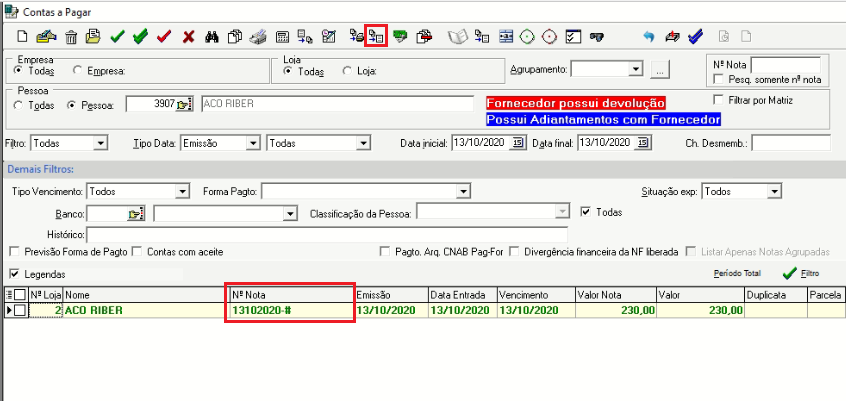 Contas a Pagar
Empresa
Todas Empresa:
Loja
Todas Loja:
Agrupamento: ...
Nº Nota
Pesq. somente nº nota
Pessoa
Todas Pessoa: 3907 ACO RIBER
Fornecedor possui devolução
Possui Adiantamentos com Fornecedor
Filtrar por Matriz
Filtro: Todas Tipo Data: Emissão Todas Data inicial: 13/10/2020 15 Data final: 13/10/2020 15 Ch. Desmemb.:
Demais Filtros:
Tipo Vencimento: Todos Forma Pagto: Situação exp: Todos
Banco: Classificação da Pessoa: Todas
Histórico:
Previsão Forma de Pagto Contas com aceite Pagto. Arq. CNAB Pag-For Divergência financeira da NF liberada Listar Apenas Notas Agrupadas
Legendas Período Total Filtro
Nº Loja Nome Nº Nota Emissão Data Entrada Vencimento Valor Nota Valor Duplicata Parcela
2 ACO RIBER 13102020-# 13/10/2020 13/10/2020 13/10/2020 230,00 230,00